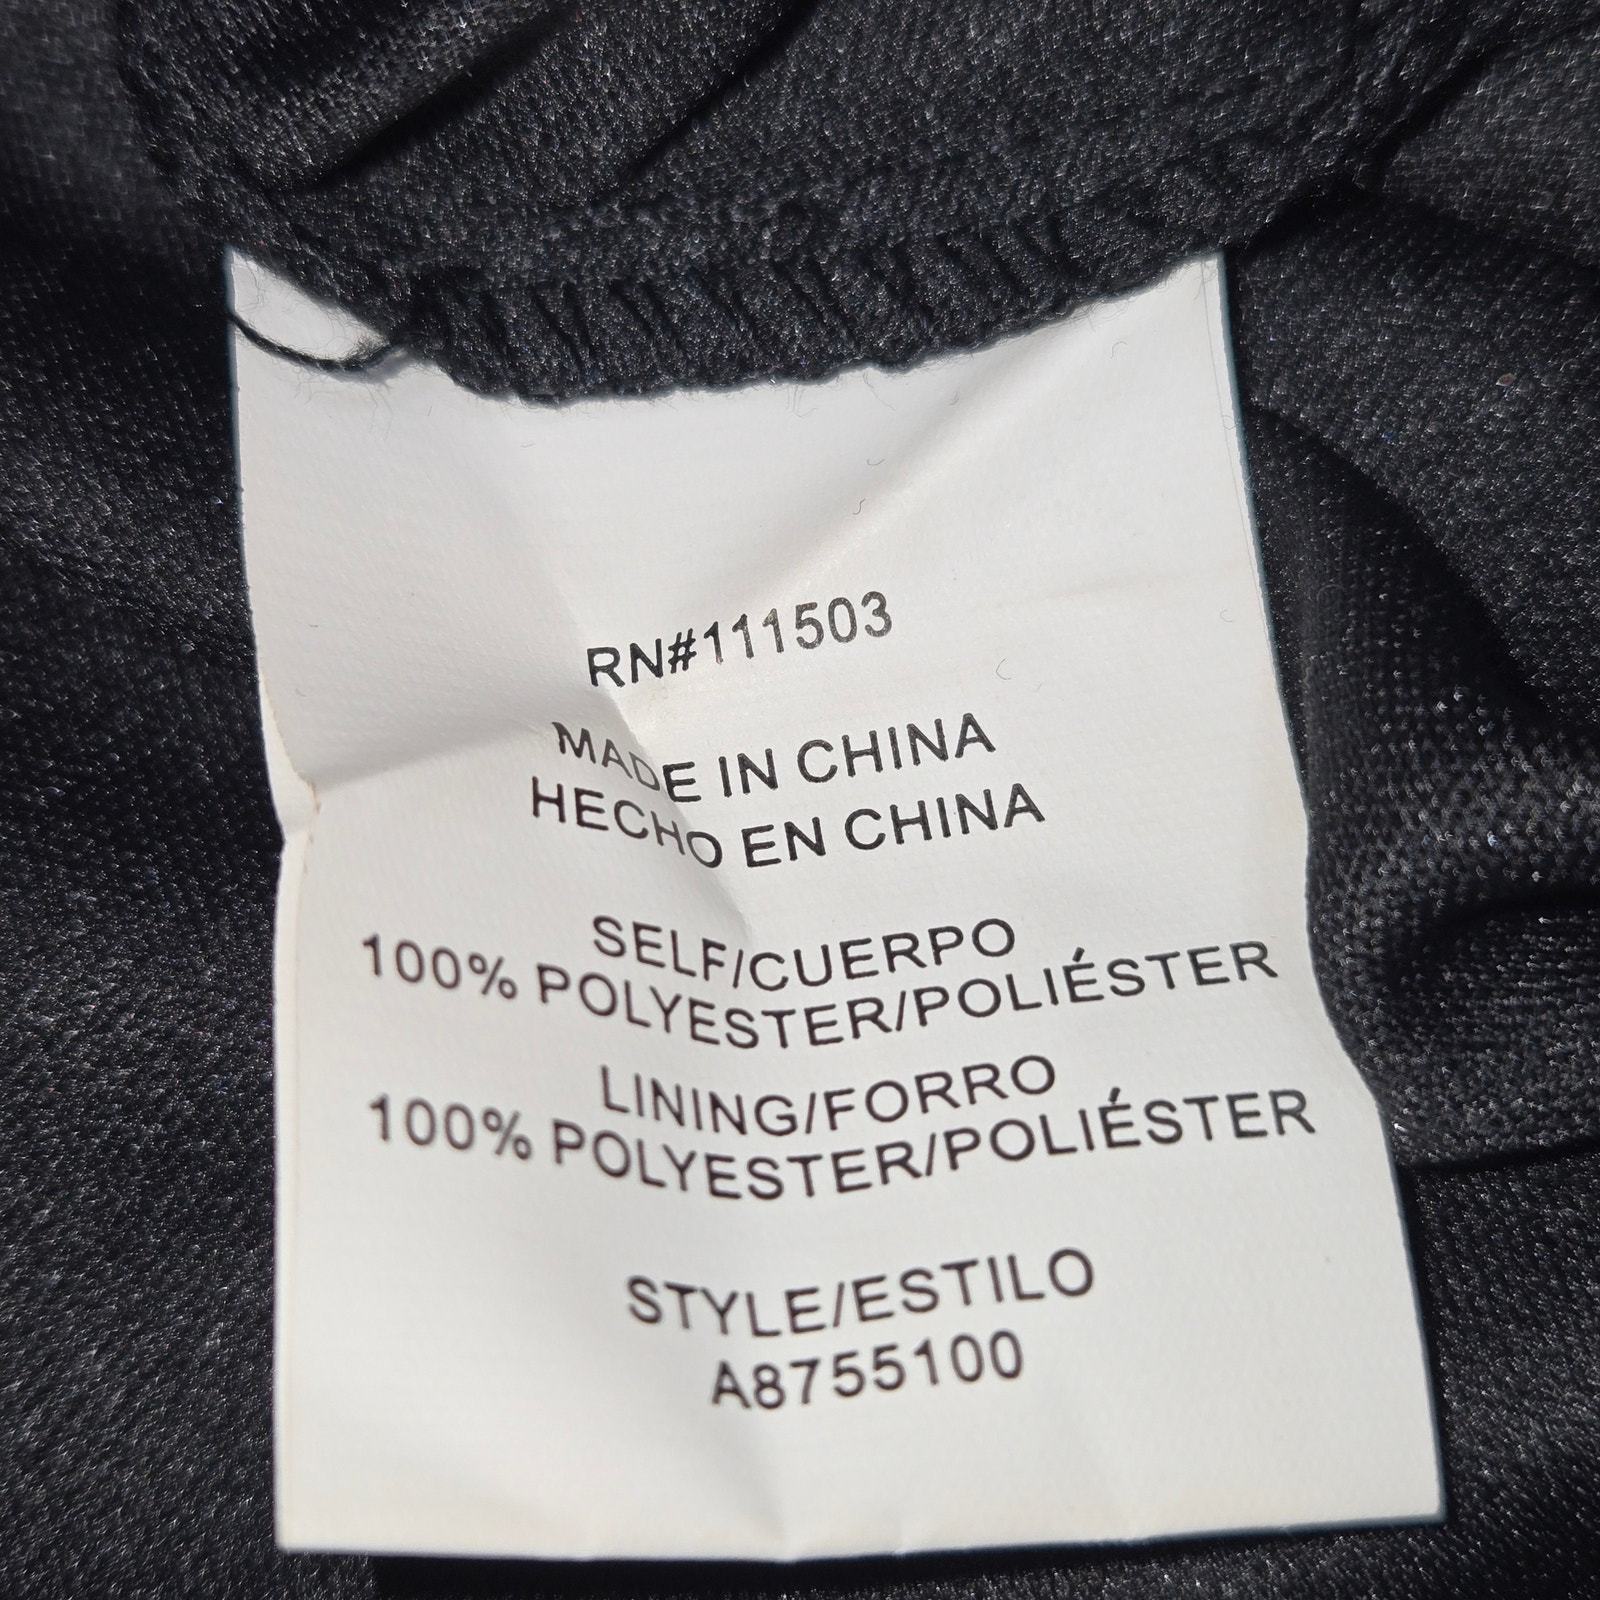 RN#111503
MADE IN CHINA
HECHO EN CHINA
SELF/CUERPO
100% POLYESTER/POLIÉSTER
LINING/FORRO
100% POLYESTER/POLIÉSTER
STYLE/ESTILO
A8755100